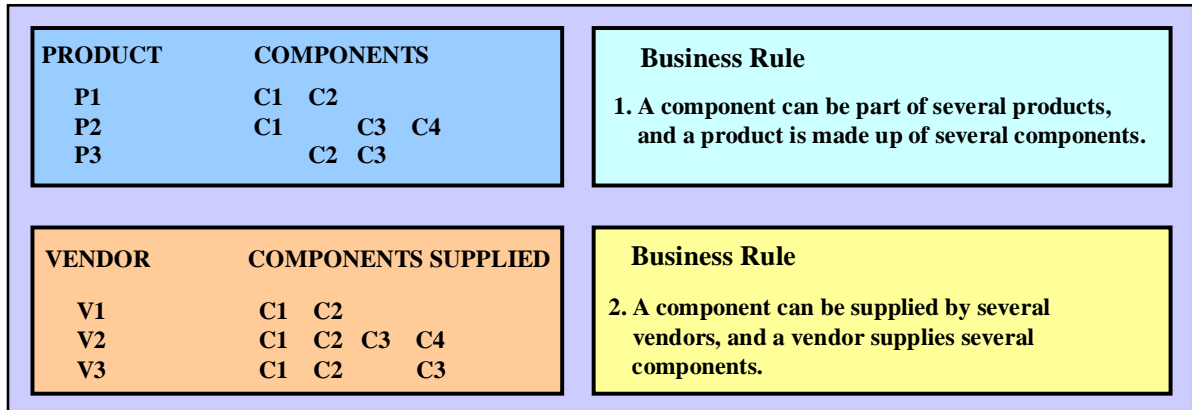 PRODUCT COMPONENTS
P1 C1 C2
P2 C1 C3 C4
P3 C2 C3
Business Rule
1. A component can be part of several products,
and a product is made up of several components.
VENDOR COMPONENTS SUPPLIED
V1 C1 C2
V2 C1 C2 C3 C4
V3 C1 C2 C3
Business Rule
2. A component can be supplied by several
vendors, and a vendor supplies several
components.